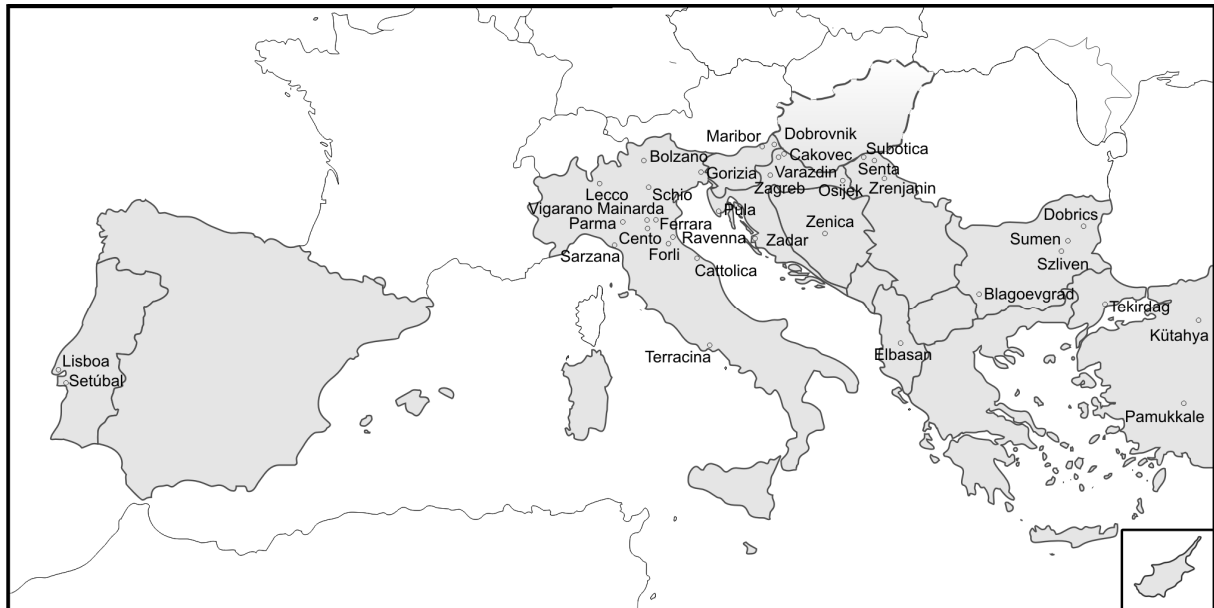 Maribor
Dobrovnik
Bolzano
Cakovec
Subotica
Gorizia
Varazdin
Senta
Lecco
Schio
Zagreb
Osijek
Zrenjanin
Vigarano Mainarda
Pula
Parma
Ferrara
Zenica
Dobrics
Cento
Ravenna
Zadar
Sumen
Sarzana
Forli
Cattolica
Szliven
Blagoevgrad
Tekirdag
Kütahya
Terracina
Elbasan
Lisboa
Setúbal
Pamukkale